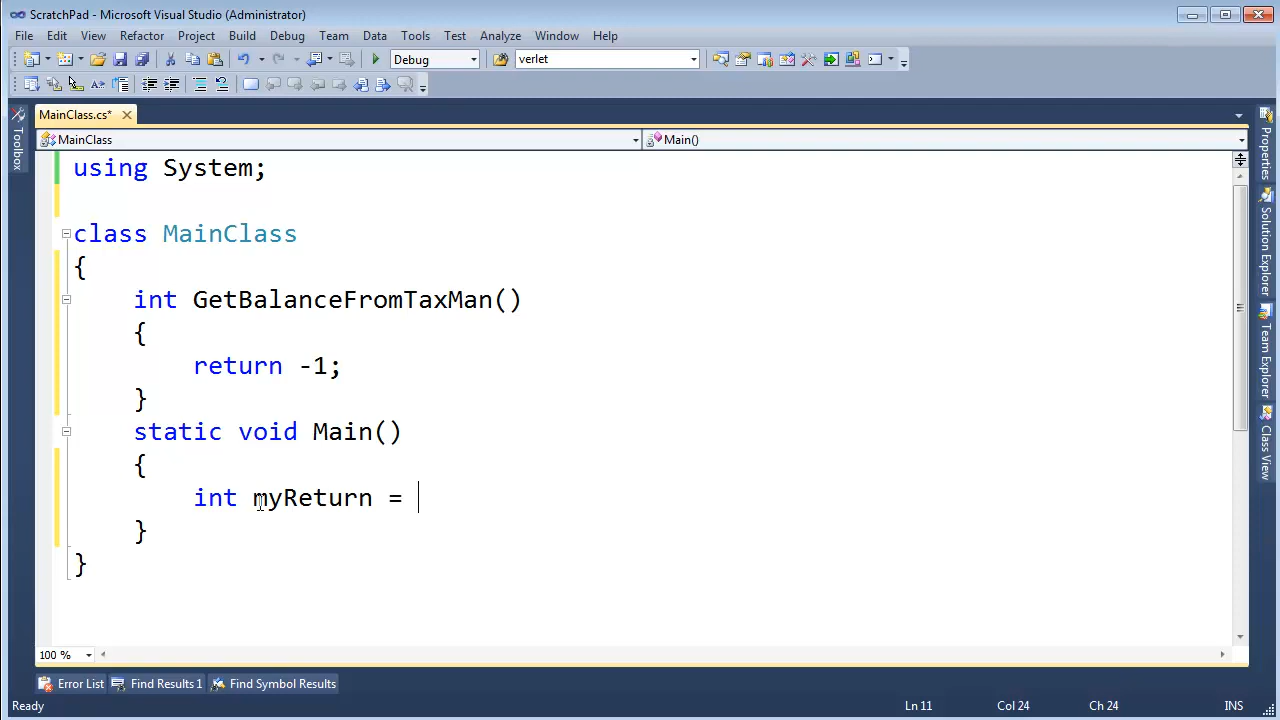 ScratchPad - Microsoft Visual Studio (Administrator)
File Edit View Refactor Project Build Debug Team Data Tools Test Analyze Window Help
Debug verlet
MainClass.cs*
MainClass Main()
Toolbox
using System;
class MainClass
{
int GetBalanceFromTaxMan()
{
return -1;
}
static void Main()
{
int myReturn =
}
}
Properties
Solution Explorer
Team Explorer
Class View
100 %
Error List Find Results 1 Find Symbol Results
Ready Ln 11 Col 24 Ch 24 INS